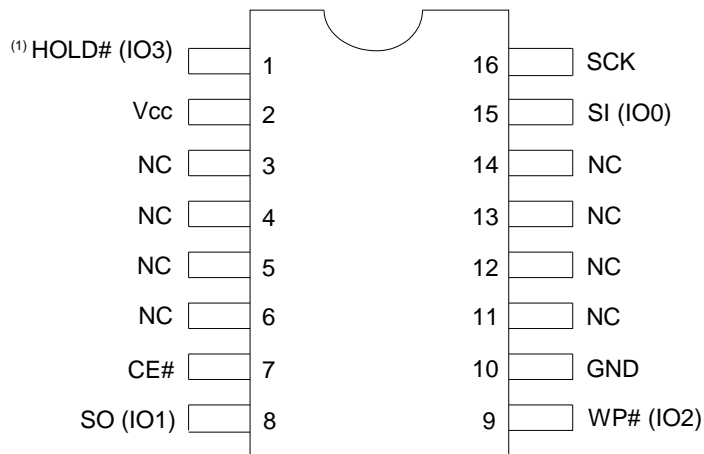 (1) HOLD# (IO3) 1 16 SCK
Vcc 2 15 SI (IO0)
NC 3 14 NC
NC 4 13 NC
NC 5 12 NC
NC 6 11 NC
CE# 7 10 GND
SO (IO1) 8 9 WP# (IO2)